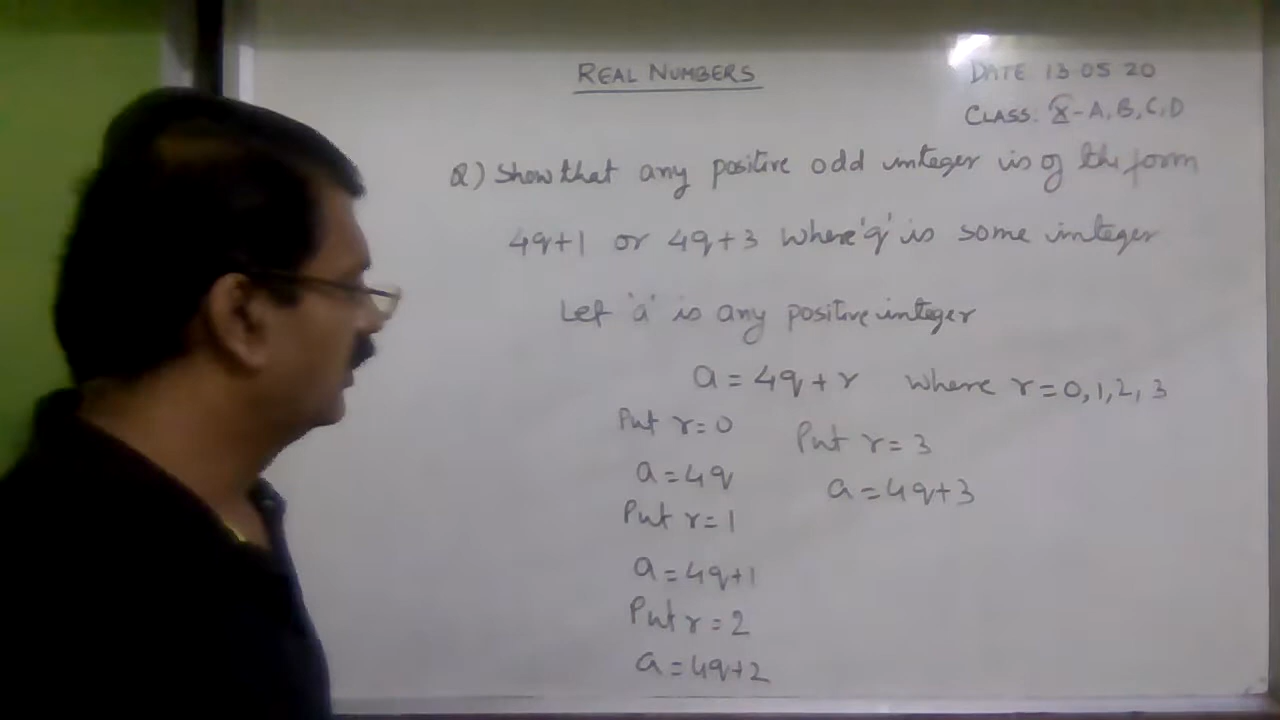 REAL NUMBERS
DATE 13.05 20
CLASS: X - A, B, C, D
Q) Show that any positive odd integer is of the form
4q+1 or 4q+3 where 'q' is some integer
Let 'a' is any positive integer
a = 4q + r where r = 0, 1, 2, 3
Put r = 0
a = 4q
Put r = 1
a = 4q+1
Put r = 2
a = 4q+2
Put r = 3
a = 4q+3